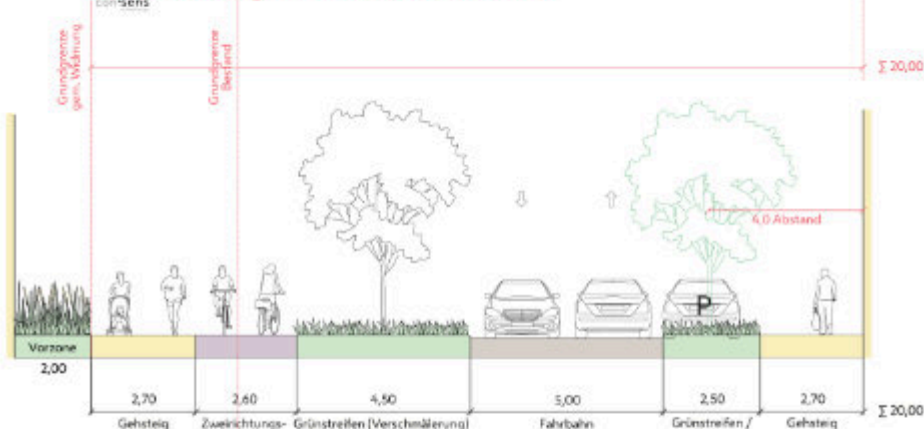 con·sens
Grundgrenze
gem. Widmung
Grundgrenze
Bestand
Σ 20,00
4,0 Abstand
P
Vorzone
2,00
2,70
2,60
4,50
5,00
2,50
2,70
Σ 20,00
Gehsteig
Zweirichtungs-
Grünstreifen (Verschmälerung)
Fahrbahn
Grünstreifen /
Gehsteig